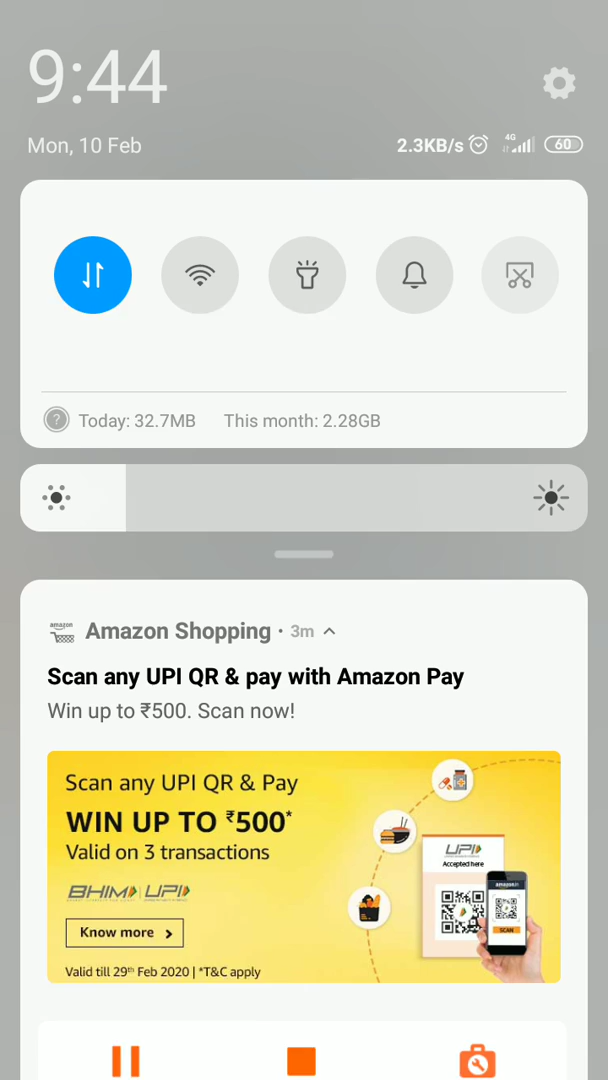 9:44
Mon, 10 Feb
2.3KB/s 4G 60
Today: 32.7MB This month: 2.28GB
amazon
Amazon Shopping · 3m
Scan any UPI QR & pay with Amazon Pay
Win up to ₹500. Scan now!
Scan any UPI QR & Pay
WIN UP TO ₹500*
Valid on 3 transactions
BHIM UPI
Know more
Valid till 29th Feb 2020 | *T&C apply
UPI
Accepted here
SCAN